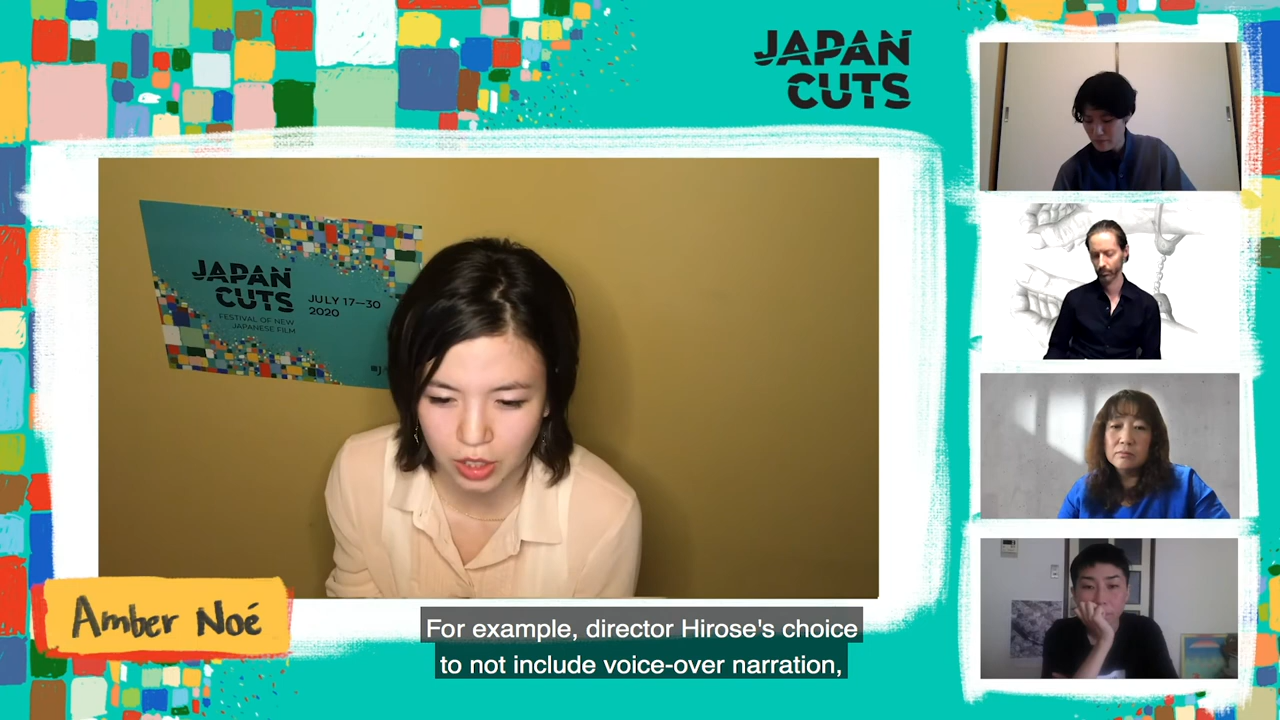 JAPAN
CUTS
JAPAN
CUTS
JULY 17—30
2020
FESTIVAL OF NEW
JAPANESE FILM
Amber Noé
For example, director Hirose's choice
to not include voice-over narration,